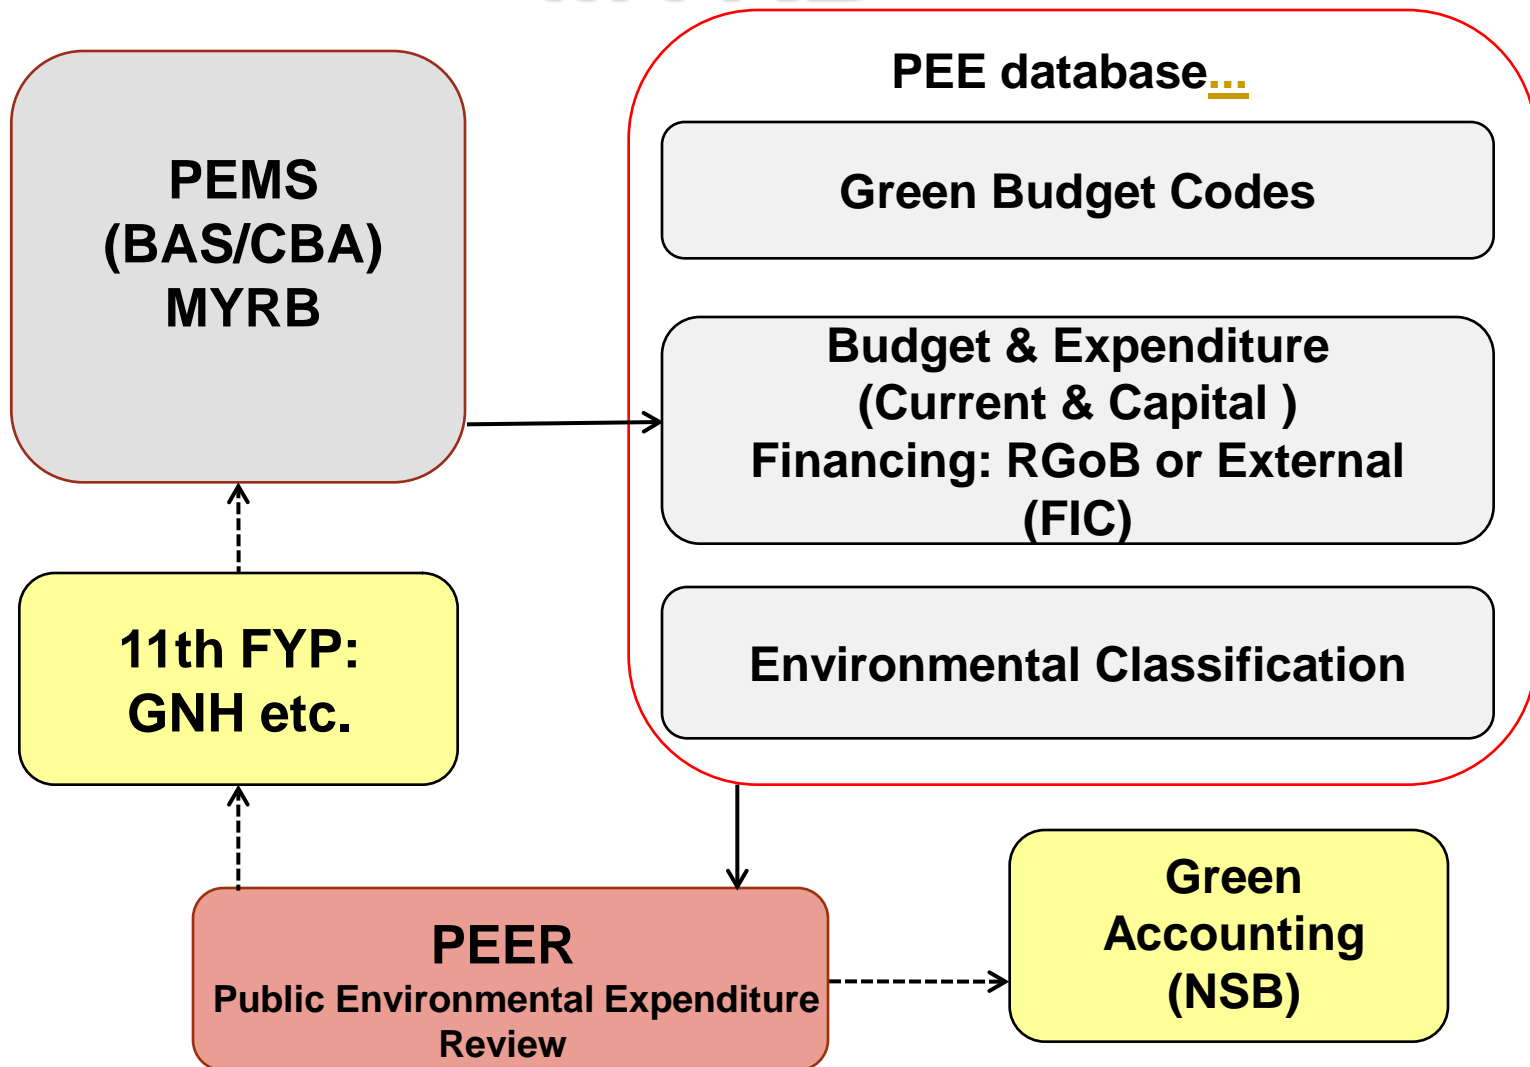 PEMS
(BAS/CBA)
MYRB
PEE database...
Green Budget Codes
Budget & Expenditure
(Current & Capital )
Financing: RGoB or External
(FIC)
Environmental Classification
11th FYP:
GNH etc.
PEER
Public Environmental Expenditure
Review
Green
Accounting
(NSB)